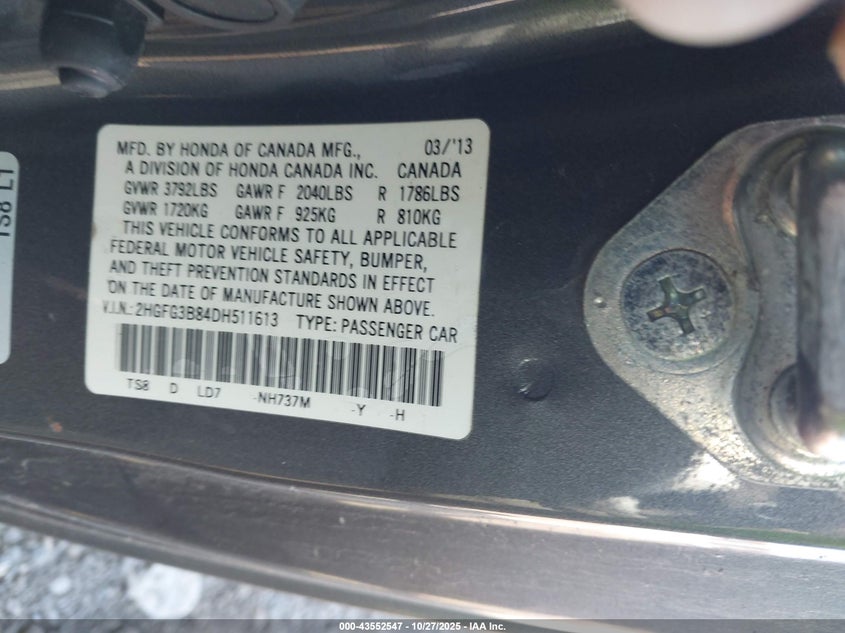 MFD. BY HONDA OF CANADA MFG., 03/'13
A DIVISION OF HONDA CANADA INC. CANADA
GVWR 3792LBS GAWR F 2040LBS R 1786LBS
GVWR 1720KG GAWR F 925KG R 810KG
THIS VEHICLE CONFORMS TO ALL APPLICABLE
FEDERAL MOTOR VEHICLE SAFETY, BUMPER,
AND THEFT PREVENTION STANDARDS IN EFFECT
ON THE DATE OF MANUFACTURE SHOWN ABOVE.
V.I.N.: 2HGFG3B84DH511613 TYPE: PASSENGER CAR
TS8 D LD7 -NH737M -Y -H
TS8 L1
000-43552547 - 10/27/2025 - IAA Inc.